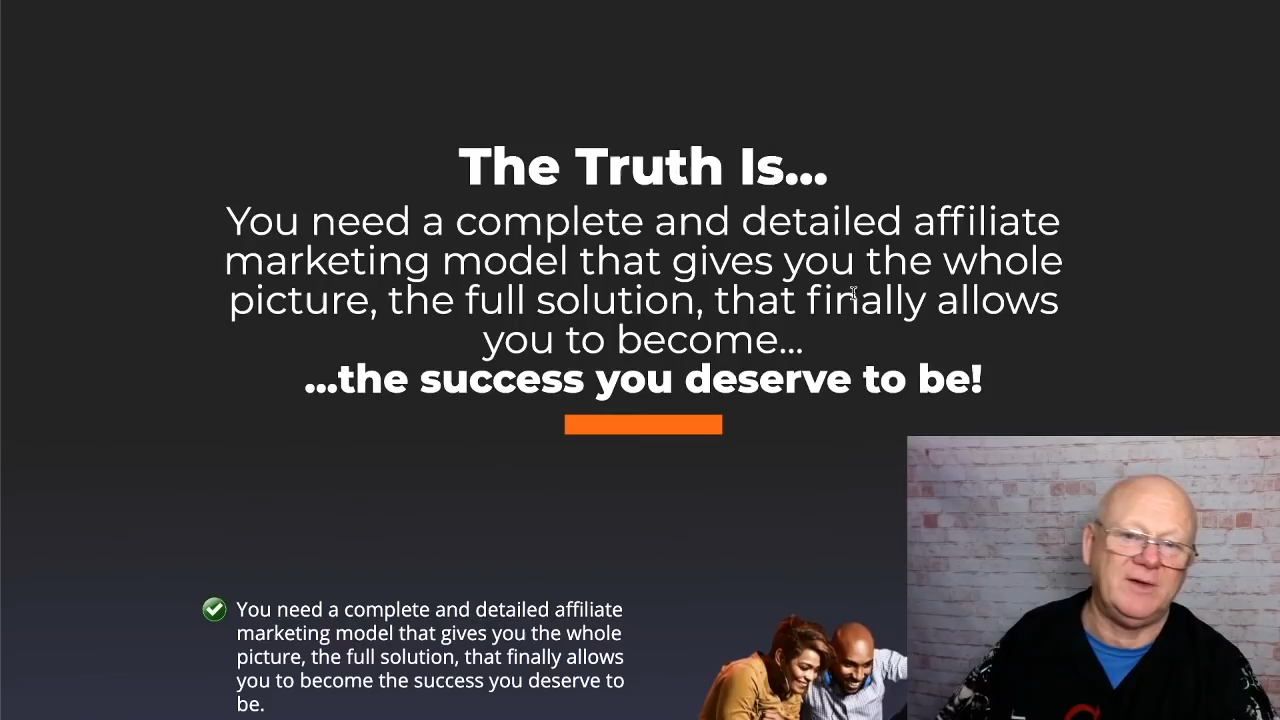 The Truth Is...
You need a complete and detailed affiliate
marketing model that gives you the whole
picture, the full solution, that finally allows
you to become...
...the success you deserve to be!
You need a complete and detailed affiliate
marketing model that gives you the whole
picture, the full solution, that finally allows
you to become the success you deserve to
be.